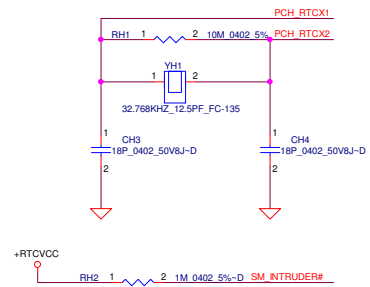 PCH_RTCX1
RH1 1 2 10M_0402_5% PCH_RTCX2
YH1
1 2
32.768KHZ_12.5PF_FC-135
1 1
CH3 CH4
18P_0402_50V8J~D 18P_0402_50V8J~D
2 2
+RTCVCC
RH2 1 2 1M_0402_5%~D SM_INTRUDER#